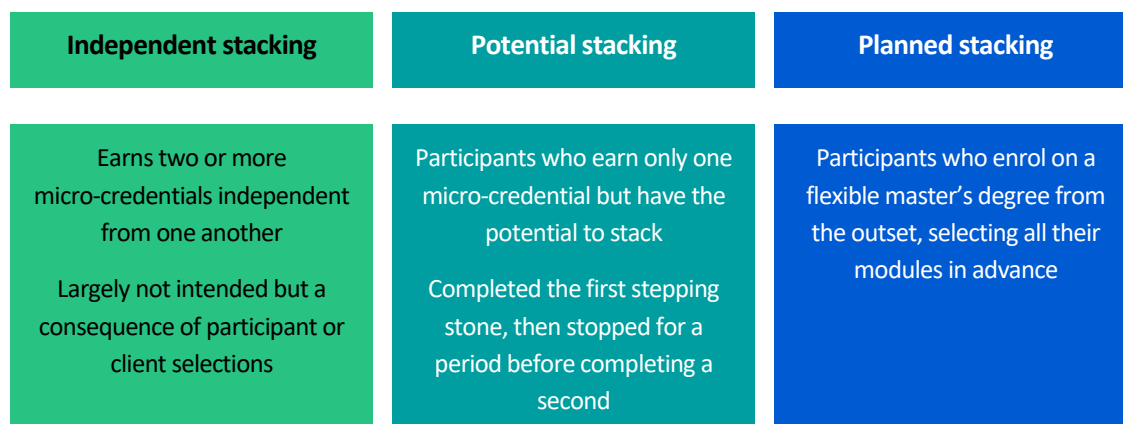 Independent stacking
Potential stacking
Planned stacking
Earns two or more
micro-credentials independent
from one another
Largely not intended but a
consequence of participant or
client selections
Participants who earn only one
micro-credential but have the
potential to stack
Completed the first stepping
stone, then stopped for a
period before completing a
second
Participants who enrol on a
flexible master’s degree from
the outset, selecting all their
modules in advance